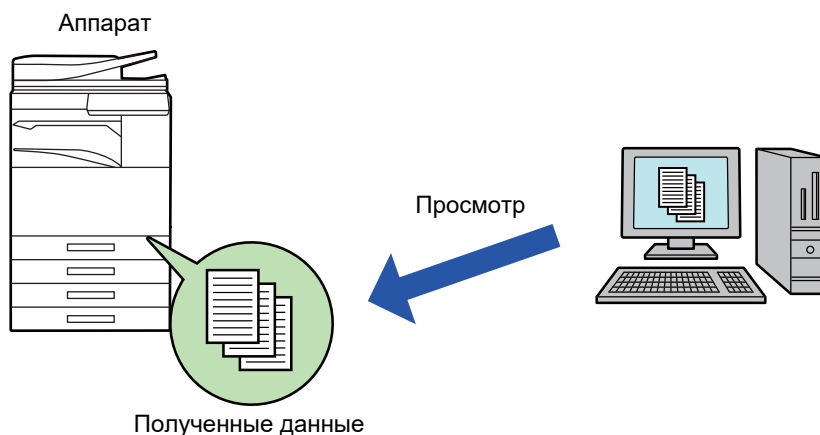 Аппарат
Просмотр
Полученные данные